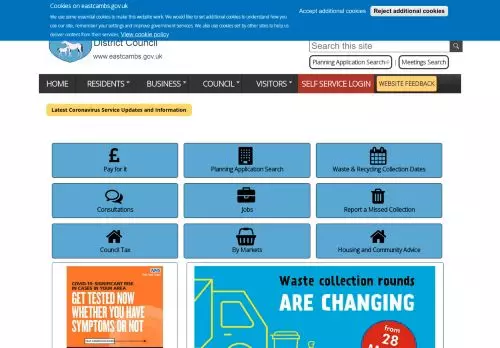 Cookies on eastcambs.gov.uk
We use some essential cookies to make this website work. We would like to set additional cookies to understand how you
use our site, remember your settings and improve government services. We also use cookies set by other sites to help us
deliver content from their services. View cookie policy
Accept additional cookies
Reject additional cookies
District Council
www.eastcambs.gov.uk
Search this site
Planning Application Search
| Meetings Search
HOME RESIDENTS BUSINESS COUNCIL VISITORS SELF SERVICE LOGIN WEBSITE FEEDBACK
Latest Coronavirus Service Updates and Information
Pay for it
Planning Application Search
Waste & Recycling Collection Dates
Consultations
Jobs
Report a Missed Collection
Council Tax
Ely Markets
Housing and Community Advice
NHS
COVID-19: SIGNIFICANT RISE
IN CASES IN YOUR AREA
GET TESTED NOW
WHETHER YOU HAVE
SYMPTOMS OR NOT
Waste collection rounds
ARE CHANGING
from
28